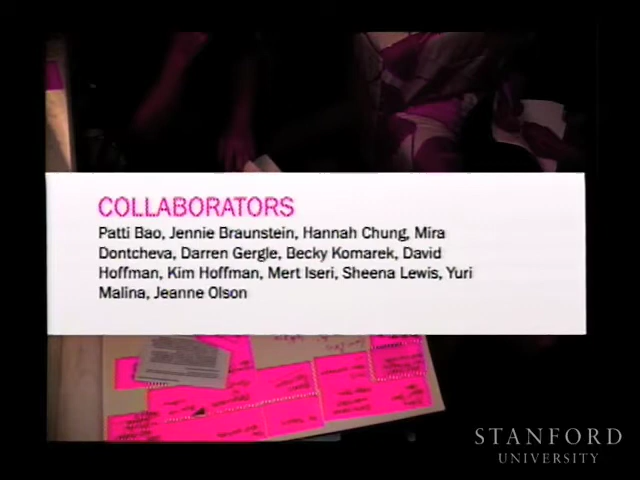 COLLABORATORS
Patti Bao, Jennie Braunstein, Hannah Chung, Mira
Dontcheva, Darren Gergle, Becky Komarek, David
Hoffman, Kim Hoffman, Mert Iseri, Sheena Lewis, Yuri
Malina, Jeanne Olson
STANFORD
UNIVERSITY